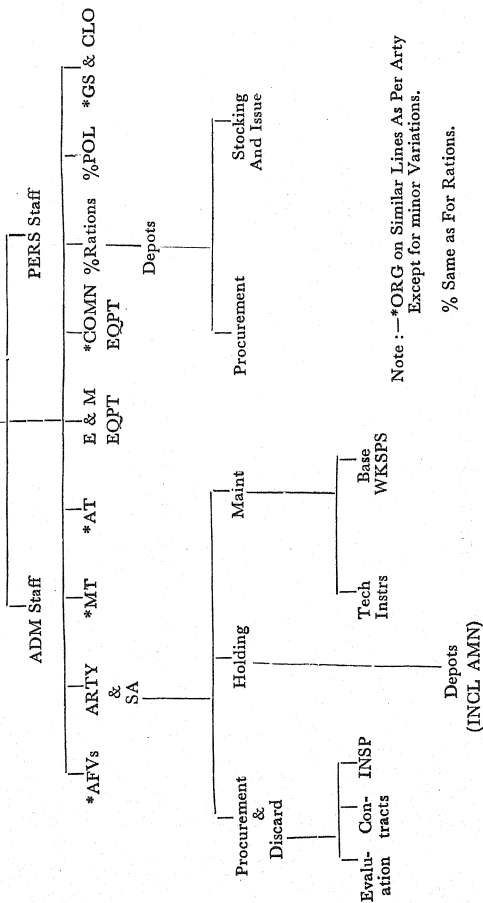 ADM Staff
PERS Staff
*AFVs
ARTY
&
SA
*MT
*AT
E & M
EQPT
*COMN
EQPT
%Rations
%POL
*GS & CLO
Depots
Procurement
Stocking
And Issue
Procurement
&
Discard
Holding
Maint
Evalu-
ation
Con-
tracts
INSP
Tech
Instrs
Base
WKSPS
Depots
(INCL AMN)
Note :—*ORG on Similar Lines As Per Arty
Except for minor Variations.
% Same as For Rations.